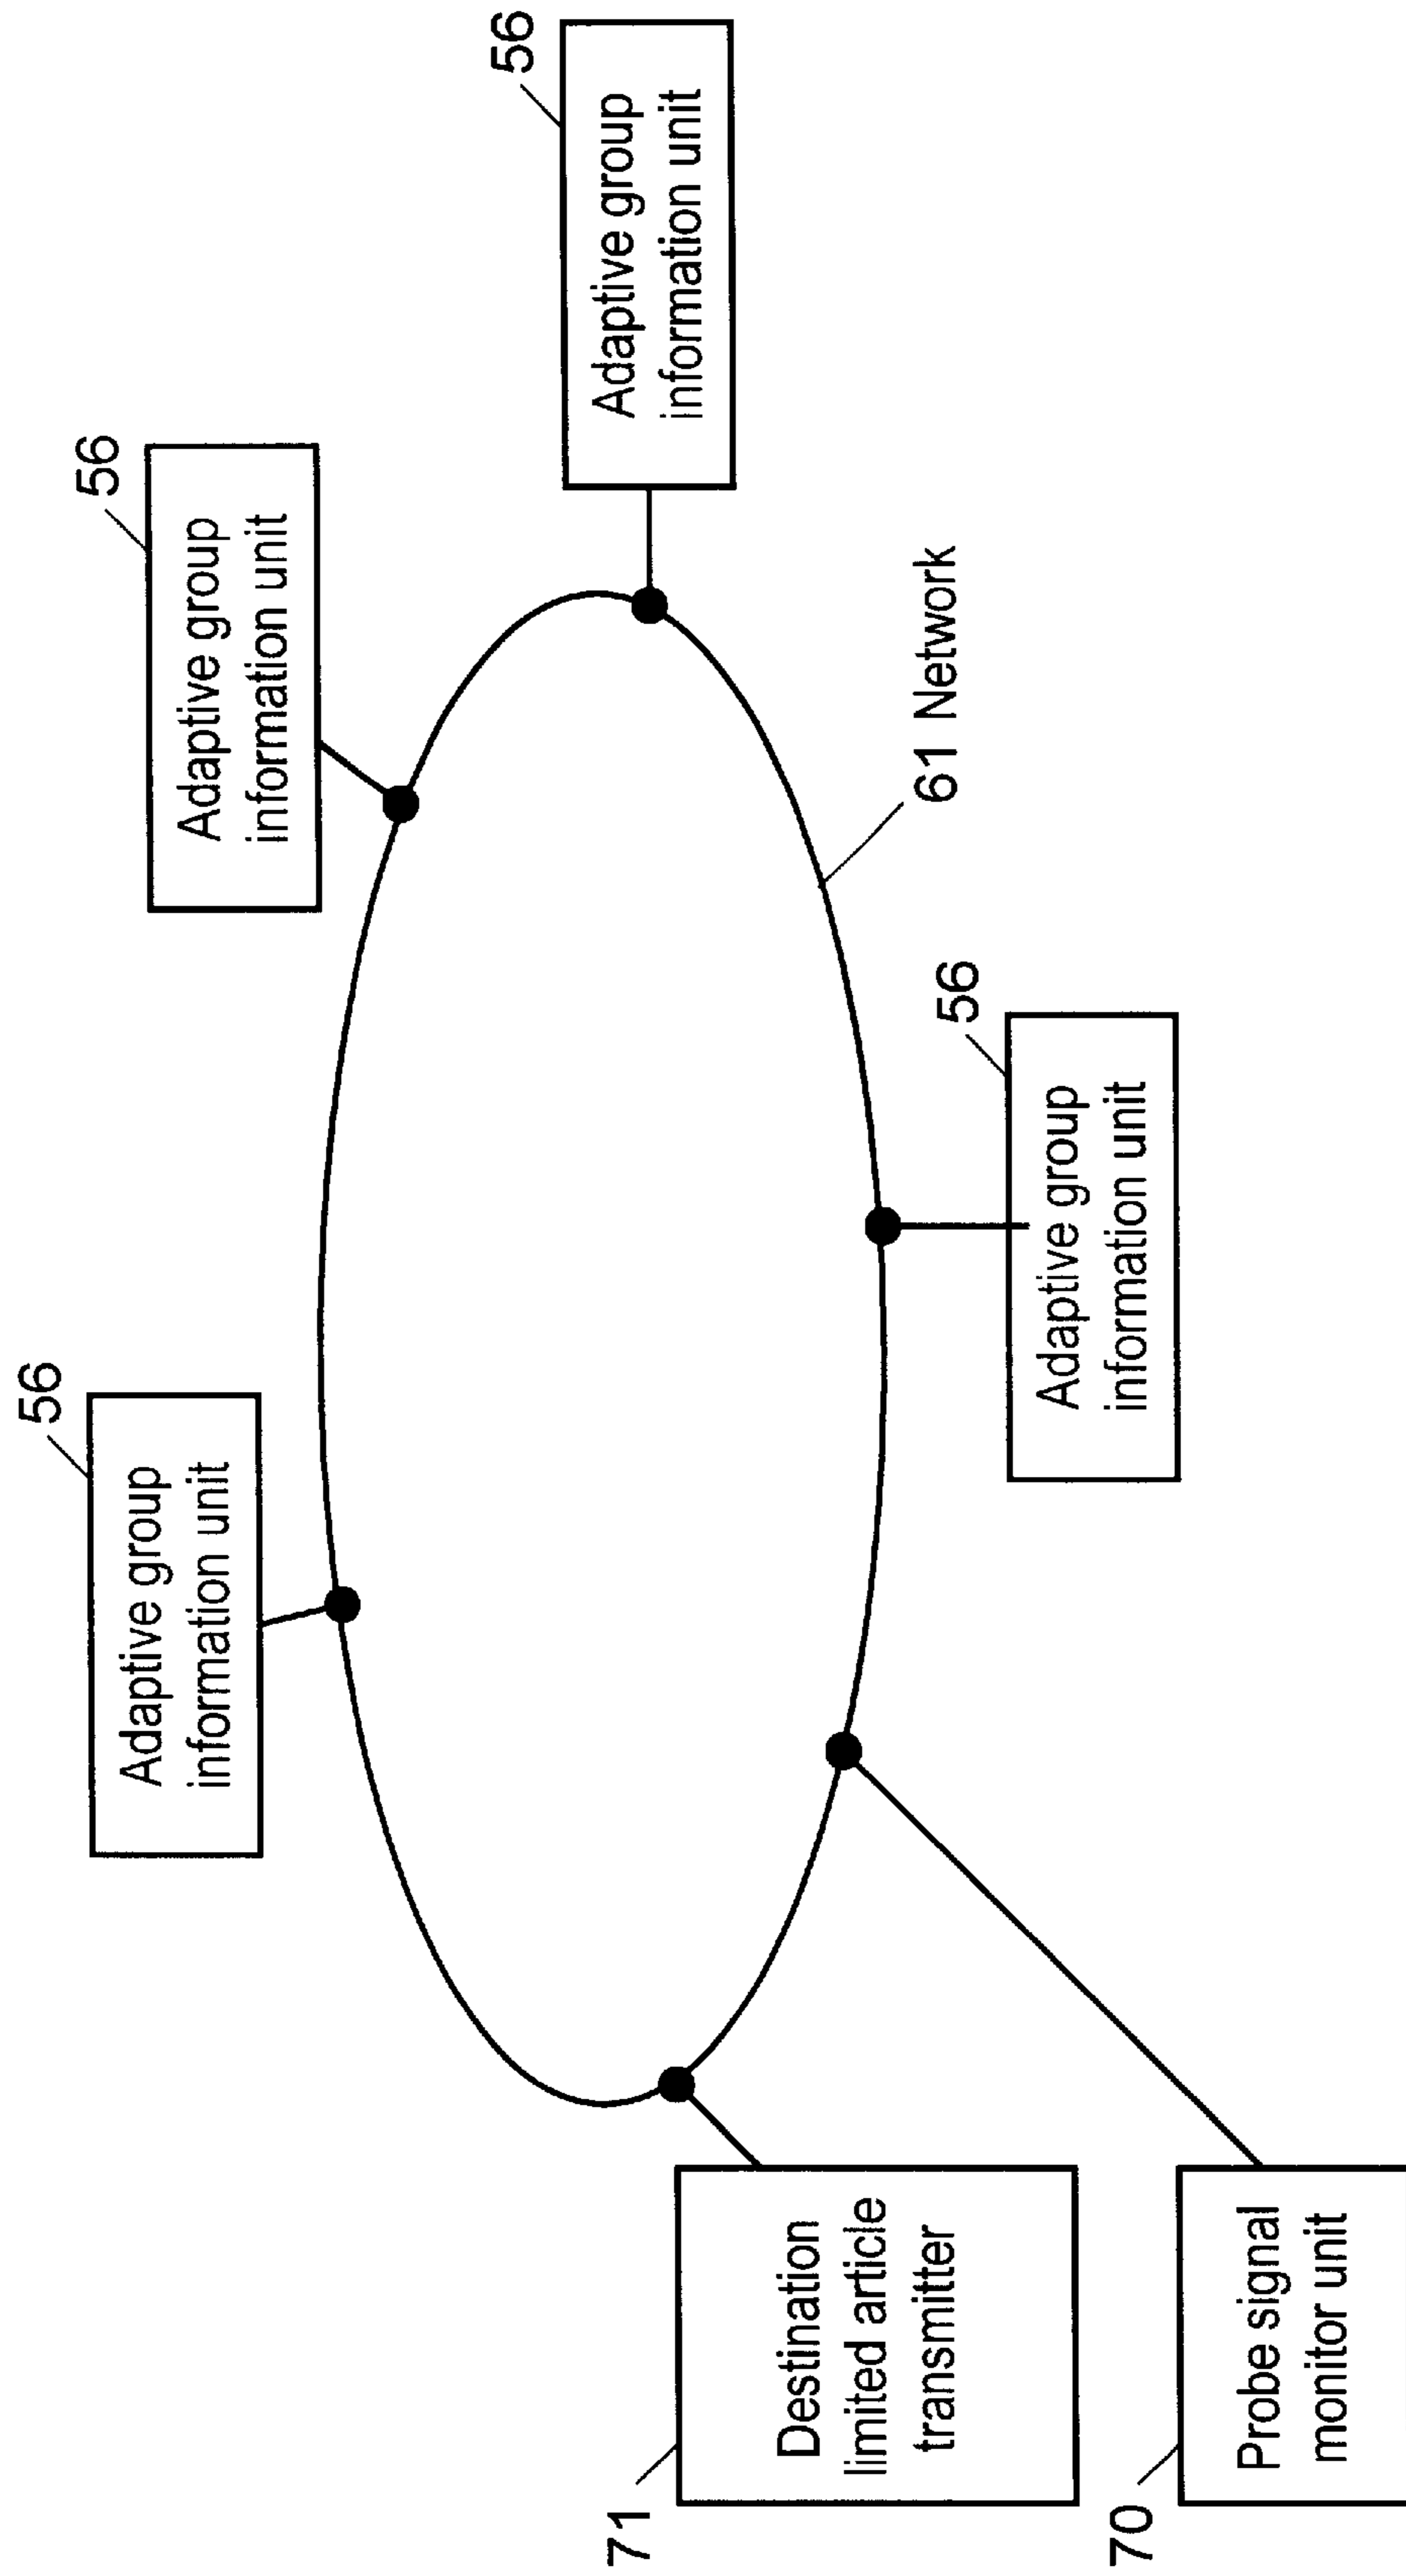 56
Adaptive group
information unit
56
Adaptive group
information unit
56
Adaptive group
information unit
61 Network
56
Adaptive group
information unit
71
Destination
limited article
transmitter
70
Probe signal
monitor unit